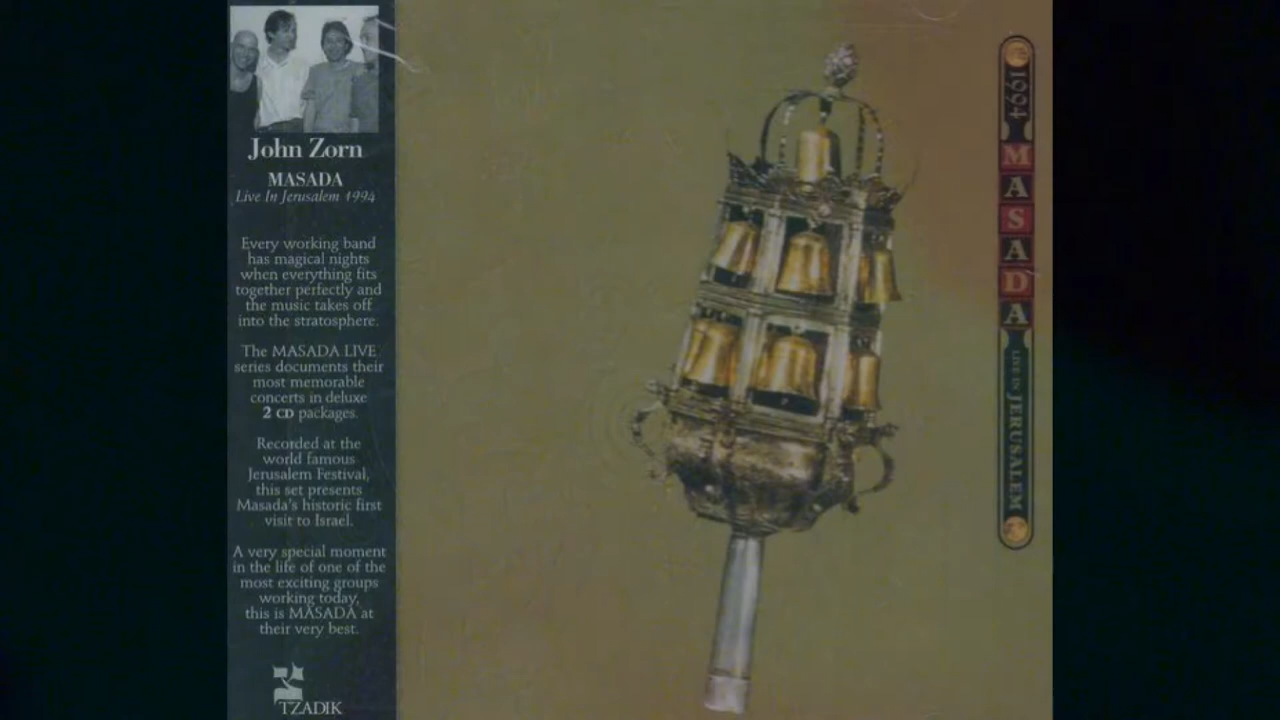 John Zorn
MASADA
Live In Jerusalem 1994
Every working band
has magical nights
when everything fits
together perfectly and
the music takes off
into the stratosphere.
The MASADA LIVE
series documents their
most memorable
concerts in deluxe
2 CD packages.
Recorded at the
world famous
Jerusalem Festival,
this set presents
Masada's historic first
visit to Israel.
A very special moment
in the life of one of the
most exciting groups
working today,
this is MASADA at
their very best.
צ
TZADIK
1994
MASADA
LIVE IN JERUSALEM